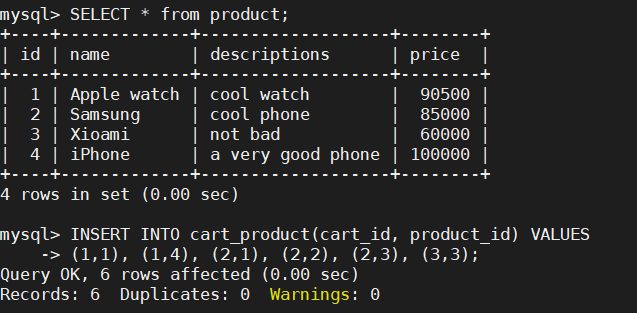 mysql> SELECT * from product;
+----+-------------+-------------------+--------+
| id | name        | descriptions      | price  |
+----+-------------+-------------------+--------+
|  1 | Apple watch | cool watch        |  90500 |
|  2 | Samsung     | cool phone        |  85000 |
|  3 | Xioami      | not bad           |  60000 |
|  4 | iPhone      | a very good phone | 100000 |
+----+-------------+-------------------+--------+
4 rows in set (0.00 sec)
mysql> INSERT INTO cart_product(cart_id, product_id) VALUES
    -> (1,1), (1,4), (2,1), (2,2), (2,3), (3,3);
Query OK, 6 rows affected (0.00 sec)
Records: 6  Duplicates: 0  Warnings: 0